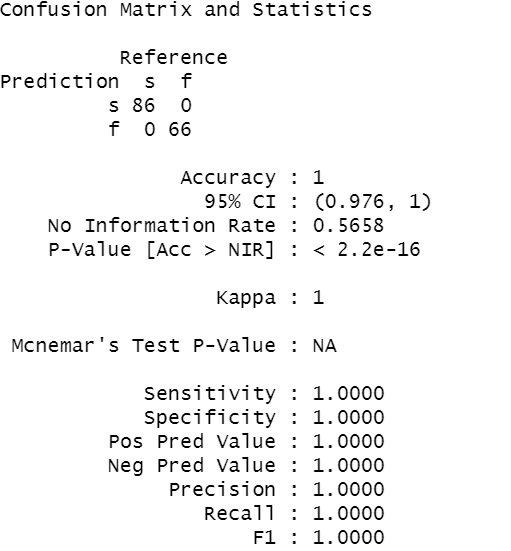 Confusion Matrix and Statistics
Reference
Prediction s f
s 86 0
f 0 66
Accuracy : 1
95% CI : (0.976, 1)
No Information Rate : 0.5658
P-Value [Acc > NIR] : < 2.2e-16
Kappa : 1
Mcnemar's Test P-Value : NA
Sensitivity : 1.0000
Specificity : 1.0000
Pos Pred Value : 1.0000
Neg Pred Value : 1.0000
Precision : 1.0000
Recall : 1.0000
F1 : 1.0000